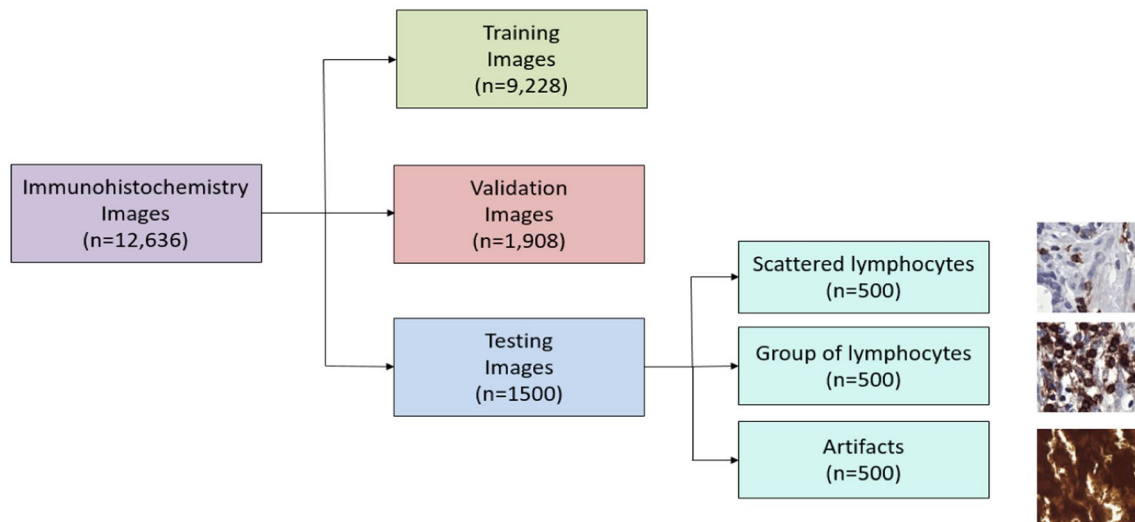 Training
Images
(n=9,228)
Immunohistochemistry
Images
(n=12,636)
Validation
Images
(n=1,908)
Testing
Images
(n=1500)
Scattered lymphocytes
(n=500)
Group of lymphocytes
(n=500)
Artifacts
(n=500)